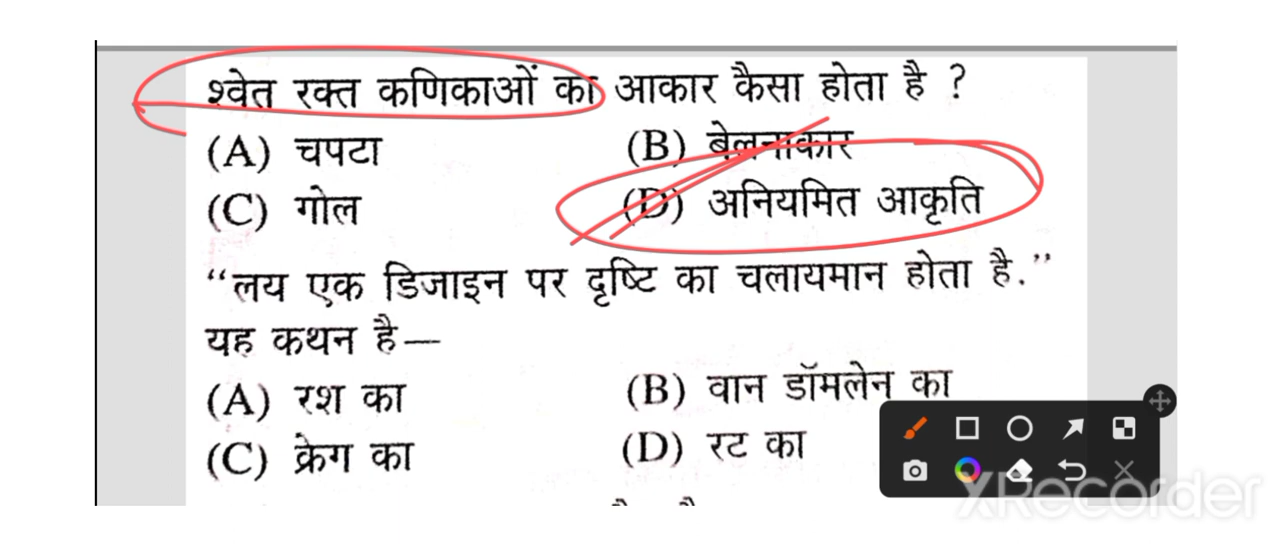 श्वेत रक्त कणिकाओं का आकार कैसा होता है ?
(A) चपटा (B) बेलनाकार
(C) गोल (D) अनियमित आकृति
“लय एक डिजाइन पर दृष्टि का चलायमान होता है.”
यह कथन है—
(A) रश का (B) वान डॉमलेन का
(C) क्रेग का (D) रट का
XRecorder